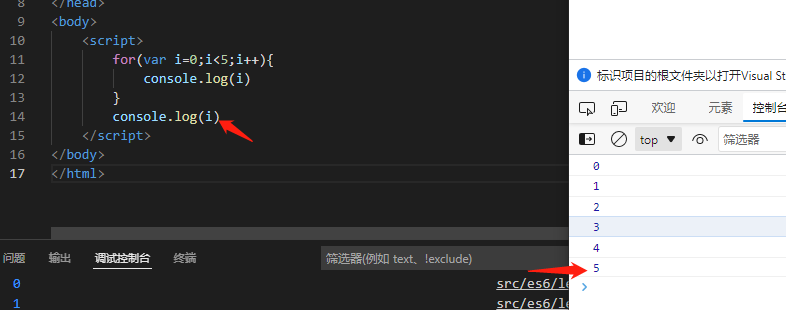 8 </head>
9 <body>
10 <script>
11 for(var i=0;i<5;i++){
12 console.log(i)
13 }
14 console.log(i)
15 </script>
16 </body>
17 </html>
问题 输出 调试控制台 终端 筛选器(例如 text、!exclude)
0 src/es6/le
1 src/es6/le
标识项目的根文件夹以打开Visual St
欢迎 元素 控制台
top 筛选器
0
1
2
3
4
5